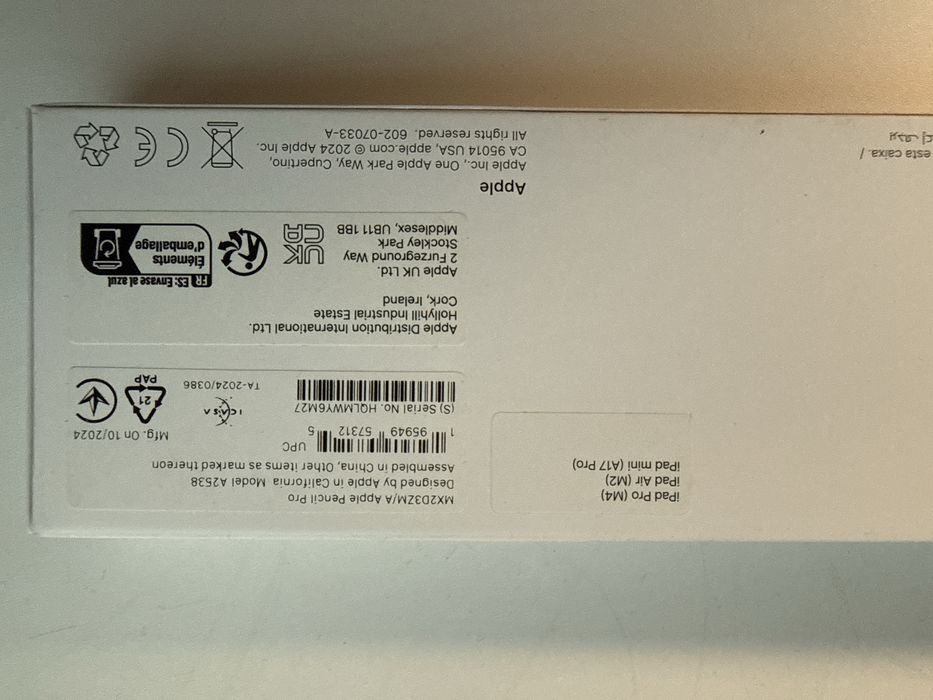 iPad Pro (M4)
iPad Air (M2)
iPad mini (A17 Pro)
MX2D3ZM/A Apple Pencil Pro
Designed by Apple in California Model A2538
Assembled in China, Other items as marked thereon
UPC
1 95949 57312 5
(S) Serial No. HQLMWY6M27
Mfg. On 10/2024
ICASA
TA-2024/0386
21
PAP
Apple Distribution International Ltd.
Hollyhill Industrial Estate
Cork, Ireland
Apple UK Ltd.
2 Furzeground Way
Stockley Park
Middlesex, UB11 1BB
UK
CA
FR ES: Envase al azul
Éléments
d'emballage
Apple
Apple Inc., One Apple Park Way, Cupertino,
CA 95014 USA. apple.com © 2024 Apple Inc.
All rights reserved. 602-07033-A
CE
esta caixa. /